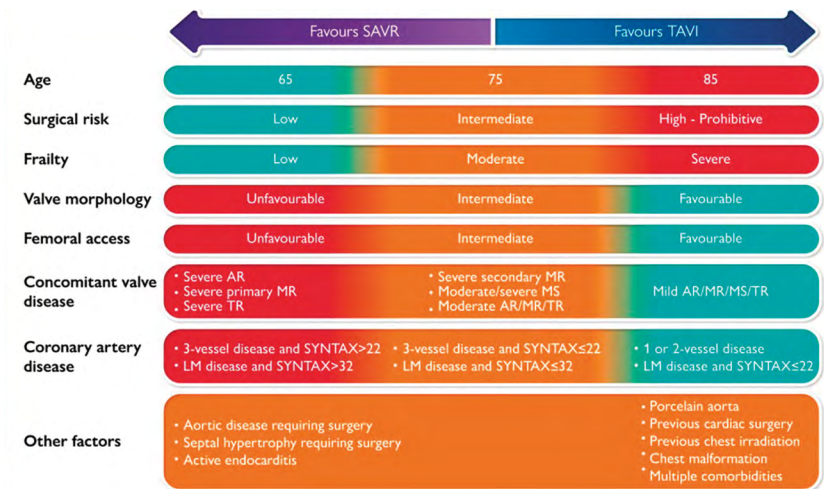 Favours SAVR Favours TAVI
Age 65 75 85
Surgical risk Low Intermediate High - Prohibitive
Frailty Low Moderate Severe
Valve morphology Unfavourable Intermediate Favourable
Femoral access Unfavourable Intermediate Favourable
Concomitant valve disease
• Severe AR
• Severe primary MR
• Severe TR
• Severe secondary MR
• Moderate/severe MS
• Moderate AR/MR/TR
Mild AR/MR/MS/TR
Coronary artery disease
• 3-vessel disease and SYNTAX>22
• LM disease and SYNTAX>32
• 3-vessel disease and SYNTAX≤22
• LM disease and SYNTAX≤32
• 1 or 2-vessel disease
• LM disease and SYNTAX≤22
Other factors
• Aortic disease requiring surgery
• Septal hypertrophy requiring surgery
• Active endocarditis
• Porcelain aorta
• Previous cardiac surgery
• Previous chest irradiation
• Chest malformation
• Multiple comorbidities